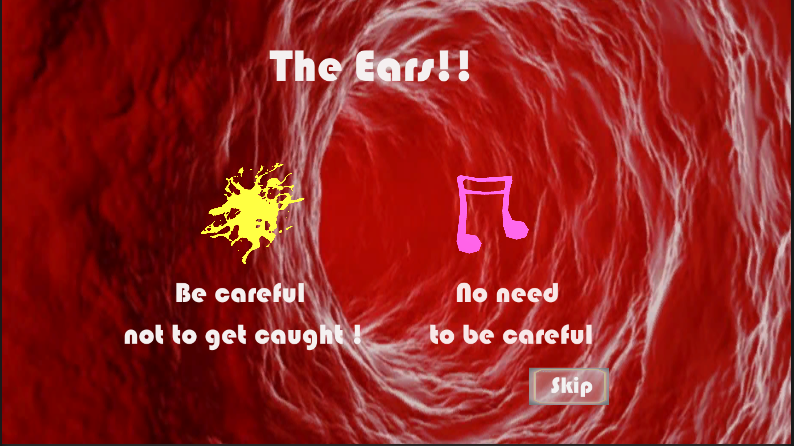 The Ears!!
Be careful
not to get caught !
No need
to be careful
Skip